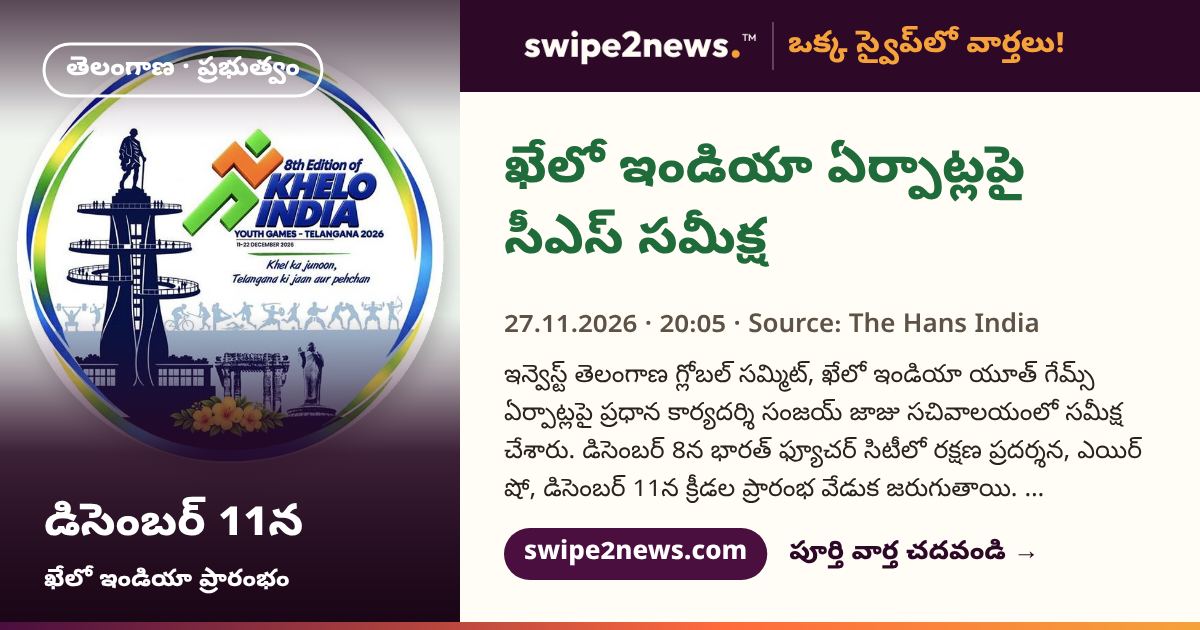 తెలంగాణ · ప్రభుత్వం
8th Edition of
KHELO
INDIA
YOUTH GAMES - TELANGANA 2026
11-22 DECEMBER 2026
Khel ka junoon,
Telangana ki jaan aur pehchan
డిసెంబర్ 11న
ఖేలో ఇండియా ప్రారంభం
swipe2news.™ ఒక్క స్వైప్‌లో వార్తలు!
ఖేలో ఇండియా ఏర్పాట్లపై
సీఎస్ సమీక్ష
27.11.2026 · 20:05 · Source: The Hans India
ఇన్వెస్ట్ తెలంగాణ గ్లోబల్ సమ్మిట్, ఖేలో ఇండియా యూత్ గేమ్స్
ఏర్పాట్లపై ప్రధాన కార్యదర్శి సంజయ్ జాజు సచివాలయంలో సమీక్ష
చేశారు. డిసెంబర్ 8న భారత్ ఫ్యూచర్ సిటీలో రక్షణ ప్రదర్శన, ఎయిర్
షో, డిసెంబర్ 11న క్రీడల ప్రారంభ వేడుక జరుగుతాయి. ...
swipe2news.com పూర్తి వార్త చదవండి →